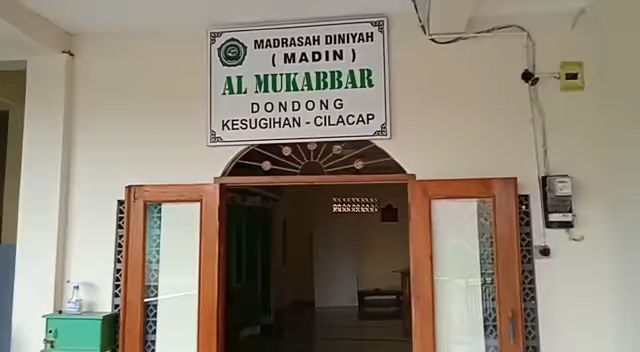 MADRASAH DINIYAH
( MADIN )
AL MUKABBAR
DONDONG
KESUGIHAN - CILACAP